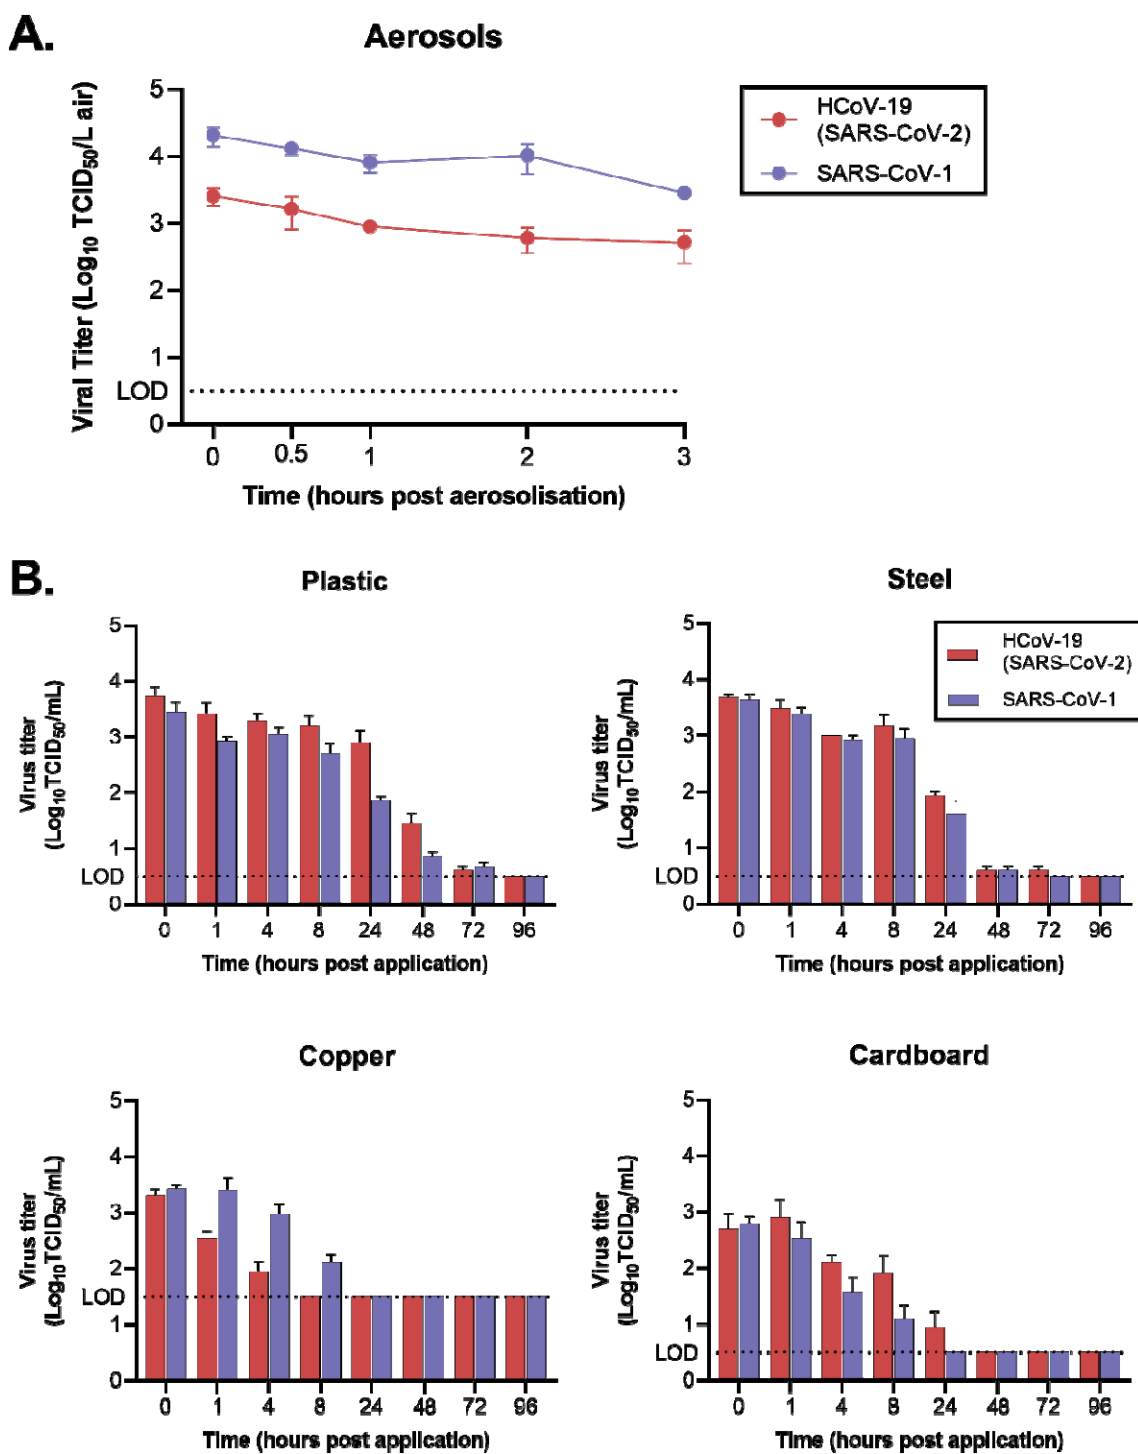 A.
Aerosols
Viral Titer (Log10 TCID50/L air)
5
4
3
2
1
LOD
0
0 0.5 1 2 3
Time (hours post aerosolisation)
HCoV-19
(SARS-CoV-2)
SARS-CoV-1
B.
Plastic
Virus titer
(Log10TCID50/mL)
5
4
3
2
1
LOD
0
0 1 4 8 24 48 72 96
Time (hours post application)
Steel
Virus titer
(Log10TCID50/mL)
5
4
3
2
1
LOD
0
0 1 4 8 24 48 72 96
Time (hours post application)
HCoV-19
(SARS-CoV-2)
SARS-CoV-1
Copper
Virus titer
(Log10TCID50/mL)
5
4
3
2
LOD
1
0
0 1 4 8 24 48 72 96
Time (hours post application)
Cardboard
Virus titer
(Log10TCID50/mL)
5
4
3
2
1
LOD
0
0 1 4 8 24 48 72 96
Time (hours post application)